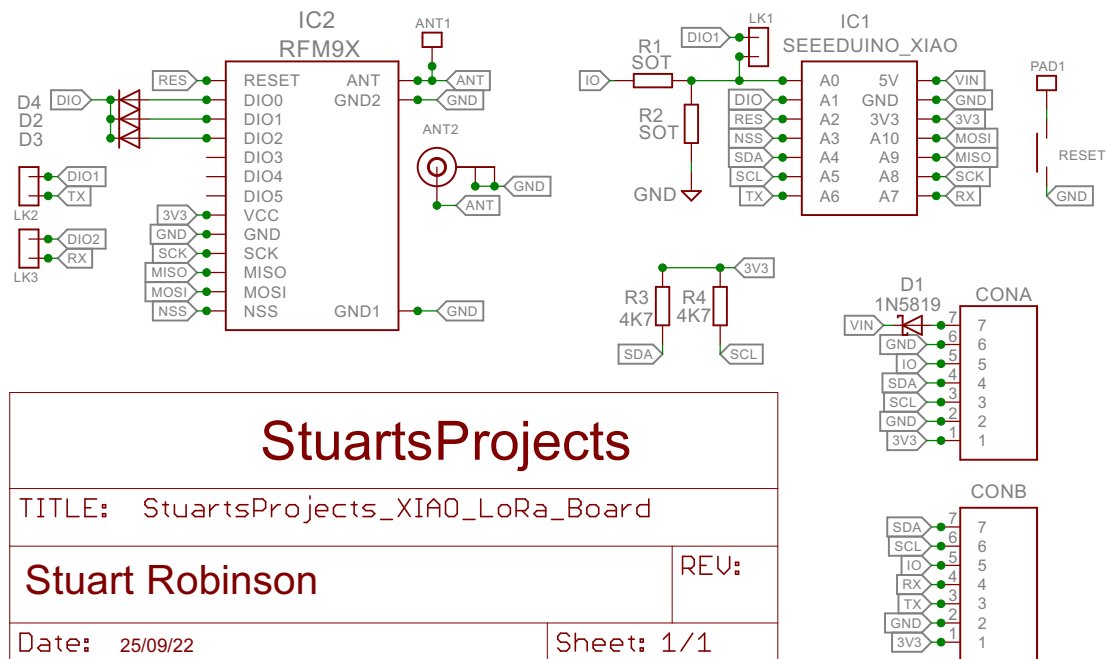 IC2
RFM9X
RES RESET ANT ANT
D4 DIO DIO0 GND2 GND
D2 DIO1
D3 DIO2
DIO3
DIO4
DIO5
3V3 VCC
GND GND
SCK SCK
MISO MISO
MOSI MOSI
NSS NSS GND1 GND
ANT1
ANT2
GND
ANT
DIO1
TX
LK2
DIO2
RX
LK3
LK1
DIO1
R1
SOT
IO
R2
SOT
GND
IC1
SEEEDUINO_XIAO
A0 5V VIN
DIO A1 GND GND
RES A2 3V3 3V3
NSS A3 A10 MOSI
SDA A4 A9 MISO
SCL A5 A8 SCK
TX A6 A7 RX
PAD1
RESET
GND
3V3
R3 R4
4K7 4K7
SDA SCL
D1
1N5819
CONA
VIN 7 7
GND 6 6
IO 5 5
SDA 4 4
SCL 3 3
GND 2 2
3V3 1 1
CONB
SDA 7 7
SCL 6 6
IO 5 5
RX 4 4
TX 3 3
GND 2 2
3V3 1 1
StuartsProjects
TITLE: StuartsProjects_XIAO_LoRa_Board
Stuart Robinson REV:
Date: 25/09/22 Sheet: 1/1